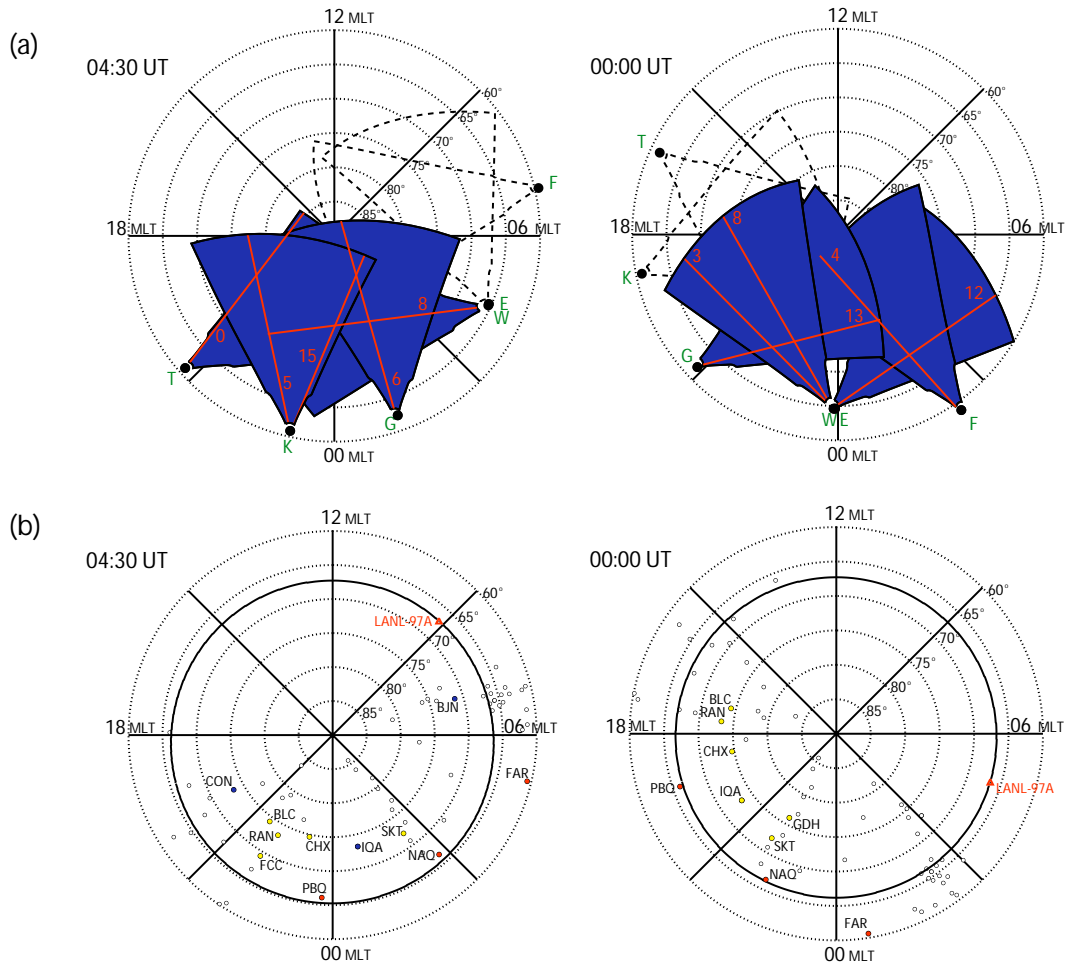 (a)
04:30 UT
12 MLT
60°
65°
70°
75°
80°
85°
18 MLT
06 MLT
00 MLT
F
E
W
T
K
G
0
5
15
6
8
00:00 UT
12 MLT
60°
65°
70°
75°
80°
85°
18 MLT
06 MLT
00 MLT
T
K
G
W E
F
8
3
4
13
12
(b)
04:30 UT
12 MLT
60°
65°
70°
75°
80°
85°
LANL-97A
BJN
18 MLT
06 MLT
FAR
CON
BLC
RAN
CHX
FCC
SKT
IQA
NAQ
PBQ
00 MLT
00:00 UT
12 MLT
60°
65°
70°
75°
80°
85°
BLC
RAN
18 MLT
06 MLT
CHX
PBQ
IQA
LANL-97A
GDH
SKT
NAQ
FAR
00 MLT